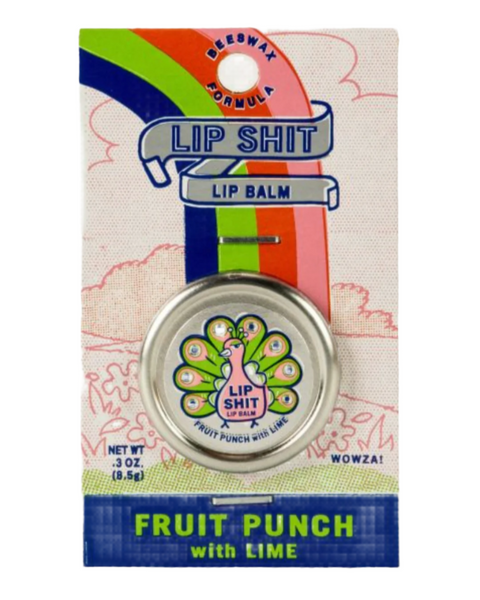 BEESWAX
FORMULA
LIP SHIT
LIP BALM
LIP
SHIT
LIP BALM
FRUIT PUNCH with LIME
NET WT
.3 OZ.
(8.5g)
WOWZA!
FRUIT PUNCH
with LIME